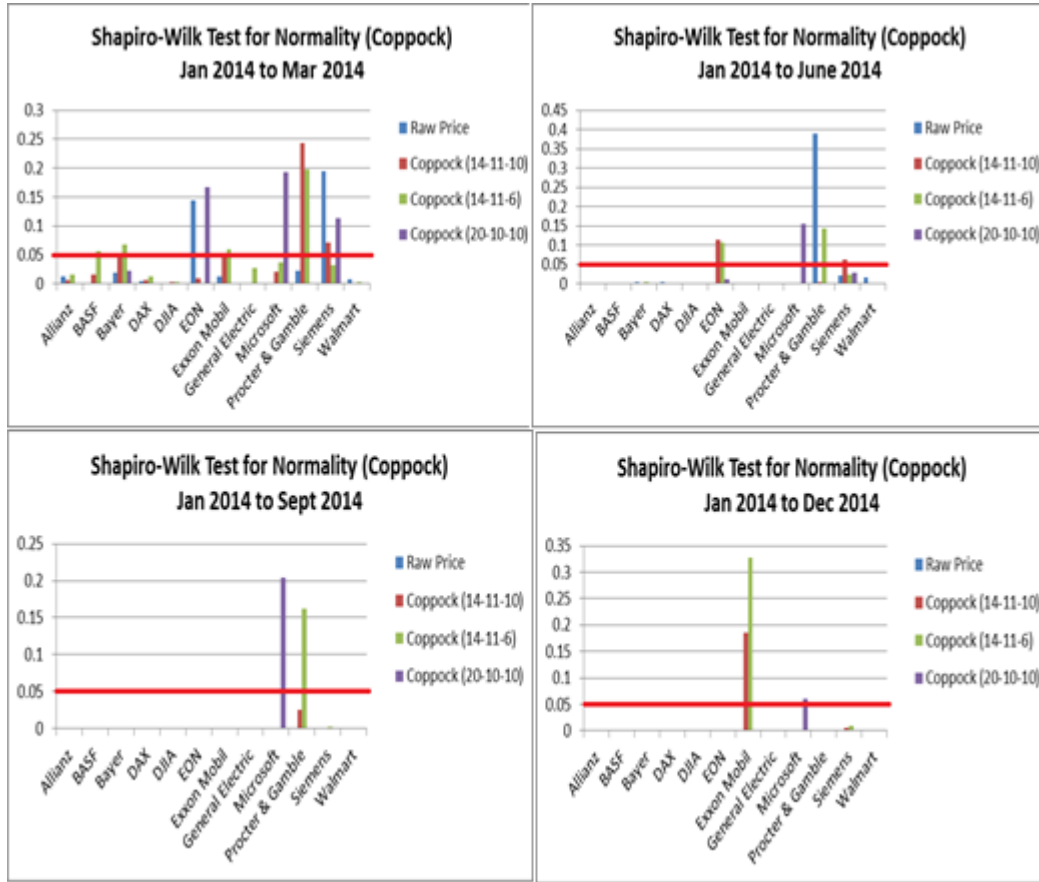 Shapiro-Wilk Test for Normality (Coppock)
Jan 2014 to Mar 2014
0.3
0.25
0.2
0.15
0.1
0.05
0
Allianz
BASF
Bayer
DAX
DJIA
EON
Exxon Mobil
General Electric
Microsoft
Procter & Gamble
Siemens
Walmart
Raw Price
Coppock (14-11-10)
Coppock (14-11-6)
Coppock (20-10-10)
Shapiro-Wilk Test for Normality (Coppock)
Jan 2014 to June 2014
0.45
0.4
0.35
0.3
0.25
0.2
0.15
0.1
0.05
0
Allianz
BASF
Bayer
DAX
DJIA
EON
Exxon Mobil
General Electric
Microsoft
Procter & Gamble
Siemens
Walmart
Raw Price
Coppock (14-11-10)
Coppock (14-11-6)
Coppock (20-10-10)
Shapiro-Wilk Test for Normality (Coppock)
Jan 2014 to Sept 2014
0.25
0.2
0.15
0.1
0.05
0
Allianz
BASF
Bayer
DAX
DJIA
EON
Exxon Mobil
General Electric
Microsoft
Procter & Gamble
Siemens
Walmart
Raw Price
Coppock (14-11-10)
Coppock (14-11-6)
Coppock (20-10-10)
Shapiro-Wilk Test for Normality (Coppock)
Jan 2014 to Dec 2014
0.35
0.3
0.25
0.2
0.15
0.1
0.05
0
Allianz
BASF
Bayer
DAX
DJIA
EON
Exxon Mobil
General Electric
Microsoft
Procter & Gamble
Siemens
Walmart
Raw Price
Coppock (14-11-10)
Coppock (14-11-6)
Coppock (20-10-10)